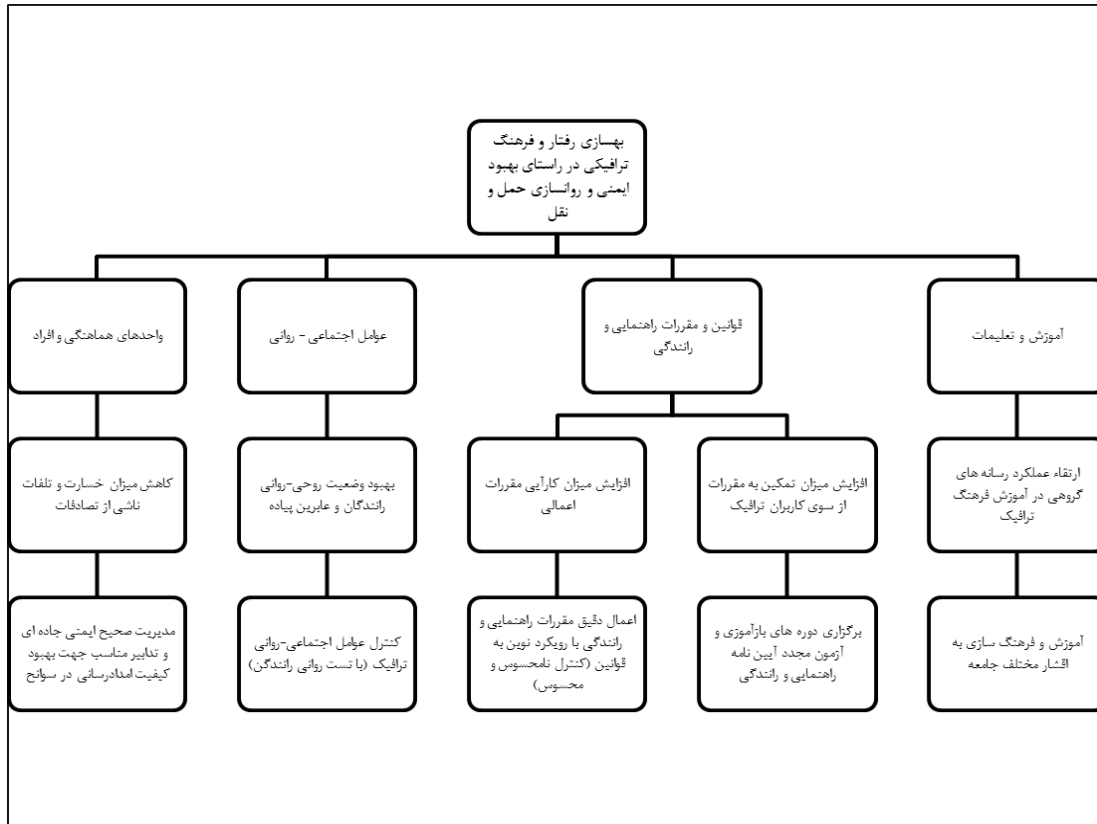 بهسازی رفتار و فرهنگ
ترافیکی در راستای بهبود
ایمنی و روانسازی حمل و
نقل
آموزش و تعلیمات
قوانین و مقررات راهنمایی و
رانندگی
عوامل اجتماعی - روانی
واحدهای هماهنگی و افراد
ارتقاء عملکرد رسانه های
گروهی در آموزش فرهنگ
ترافیک
افزایش میزان تمکین به مقررات
از سوی کاربران ترافیک
افزایش میزان کارآیی مقررات
اعمالی
بهبود وضعیت روحی-روانی
رانندگان و عابرین پیاده
کاهش میزان خسارت و تلفات
ناشی از تصادفات
آموزش و فرهنگ سازی به
اقشار مختلف جامعه
برگزاری دوره های بازآموزی و
آزمون مجدد آیین نامه
راهنمایی و رانندگی
اعمال دقیق مقررات راهنمایی و
رانندگی با رویکرد نوین به
قوانین (کنترل نامحسوس و
محسوس)
کنترل عوامل اجتماعی-روانی
ترافیک (با تست روانی رانندگن)
مدیریت صحیح ایمنی جاده ای
و تدابیر مناسب جهت بهبود
کیفیت امدادرسانی در سوانح